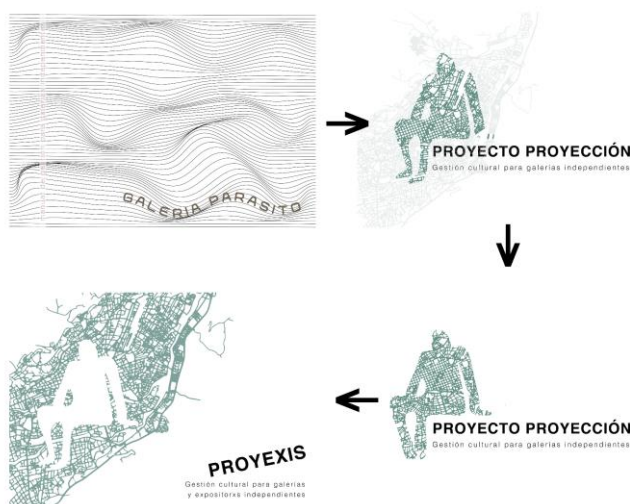 GALERIA PARASITO
PROYECTO PROYECCIÓN
Gestión cultural para galerías independientes
PROYECTO PROYECCIÓN
Gestión cultural para galerías independientes
PROYEXIS
Gestión cultural para galerías
y expositorxs independientes